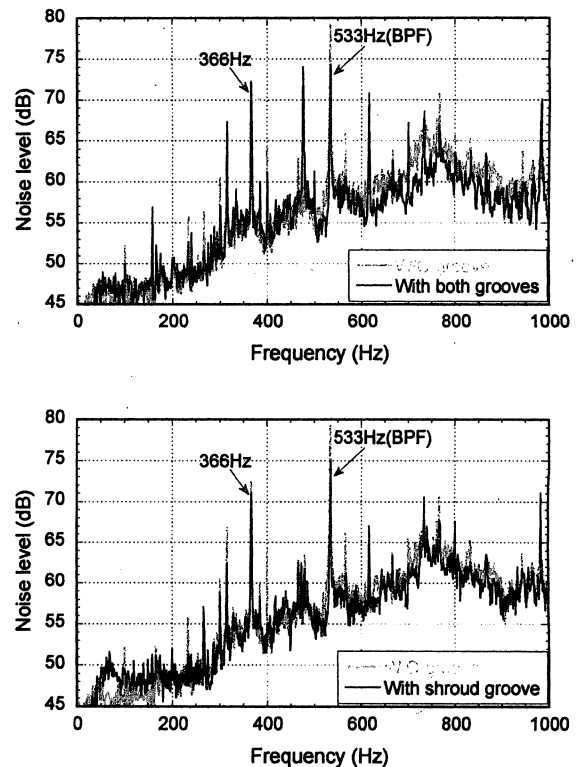 80
75
70
65
60
55
50
45
Noise level (dB)
533Hz(BPF)
366Hz
With both grooves
0 200 400 600 800 1000
Frequency (Hz)
80
75
70
65
60
55
50
45
Noise level (dB)
533Hz(BPF)
366Hz
With shroud groove
0 200 400 600 800 1000
Frequency (Hz)